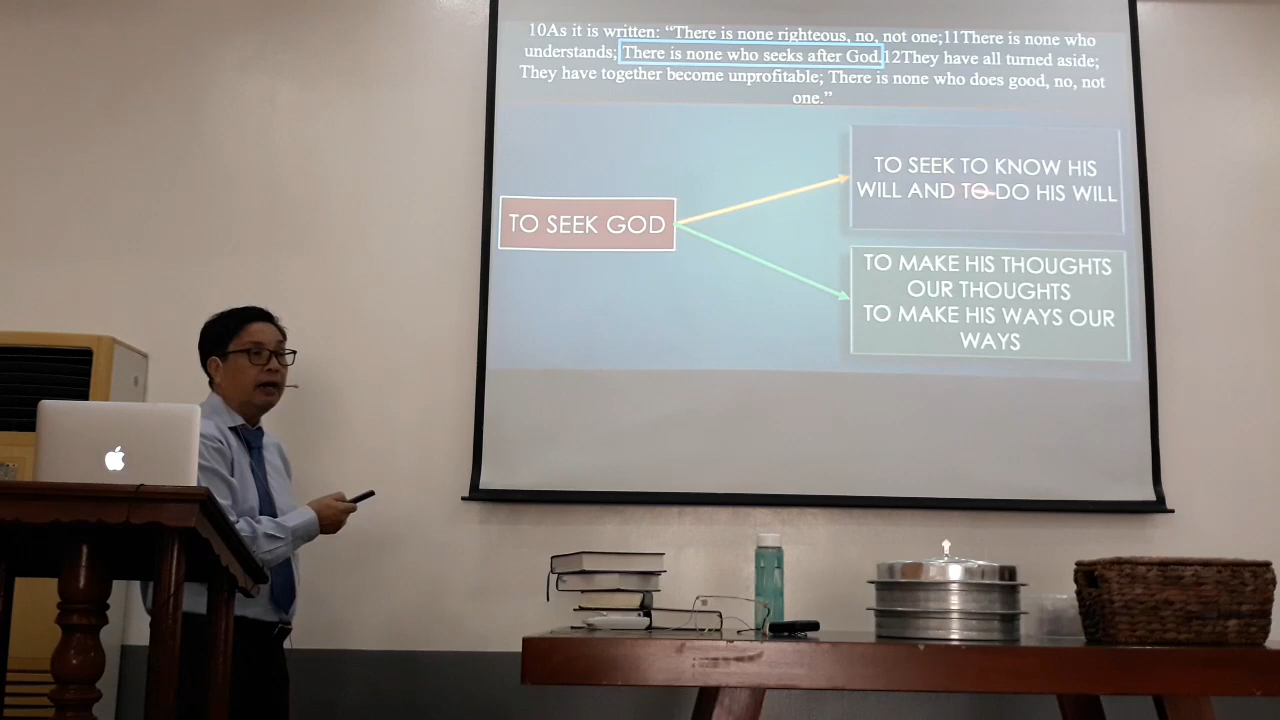 10As it is written: “There is none righteous, no, not one;11There is none who
understands; There is none who seeks after God.12They have all turned aside;
They have together become unprofitable; There is none who does good, no, not
one.”
TO SEEK GOD
TO SEEK TO KNOW HIS
WILL AND TO DO HIS WILL
TO MAKE HIS THOUGHTS
OUR THOUGHTS
TO MAKE HIS WAYS OUR
WAYS